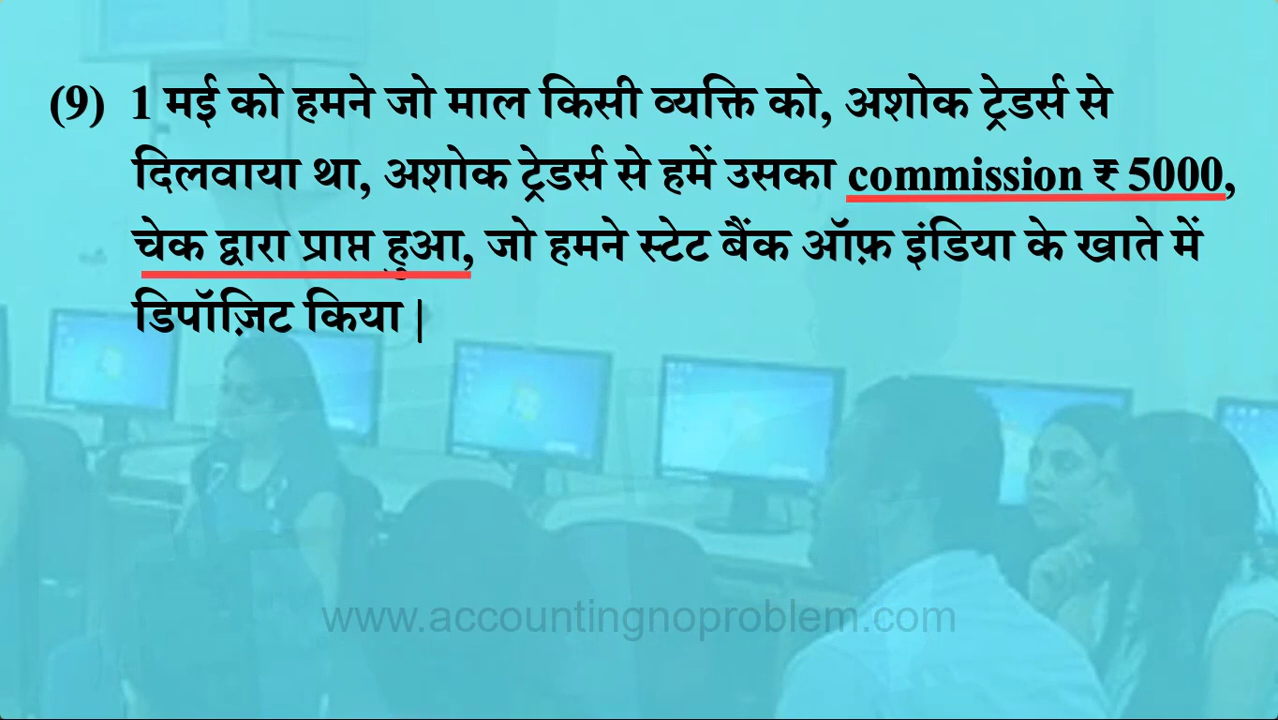 (9) 1 मई को हमने जो माल किसी व्यक्ति को, अशोक ट्रेडर्स से
दिलवाया था, अशोक ट्रेडर्स से हमें उसका commission ₹ 5000,
चेक द्वारा प्राप्त हुआ, जो हमने स्टेट बैंक ऑफ़ इंडिया के खाते में
डिपॉज़िट किया |
www.accountingnoproblem.com